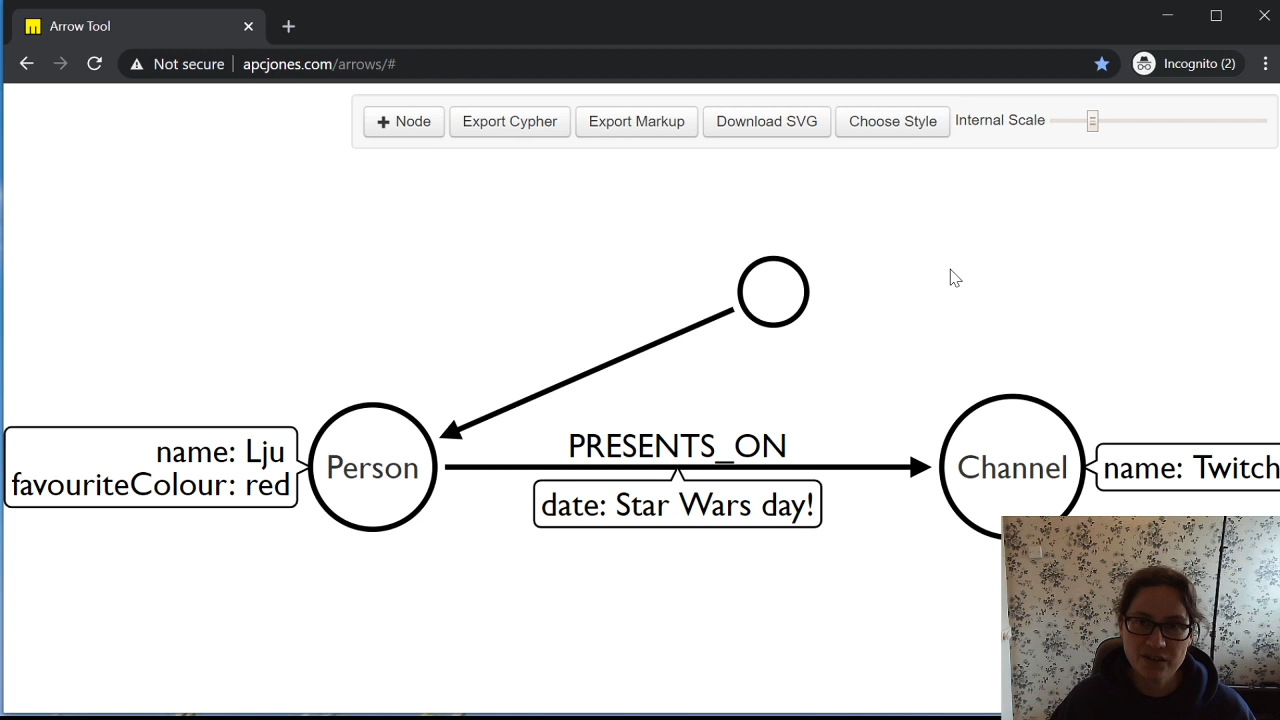 Arrow Tool
Not secure
apcjones.com/arrows/#
Incognito (2)
Node
Export Cypher
Export Markup
Download SVG
Choose Style
Internal Scale
name: Lju
favouriteColour: red
Person
PRESENTS_ON
date: Star Wars day!
Channel
name: Twitch